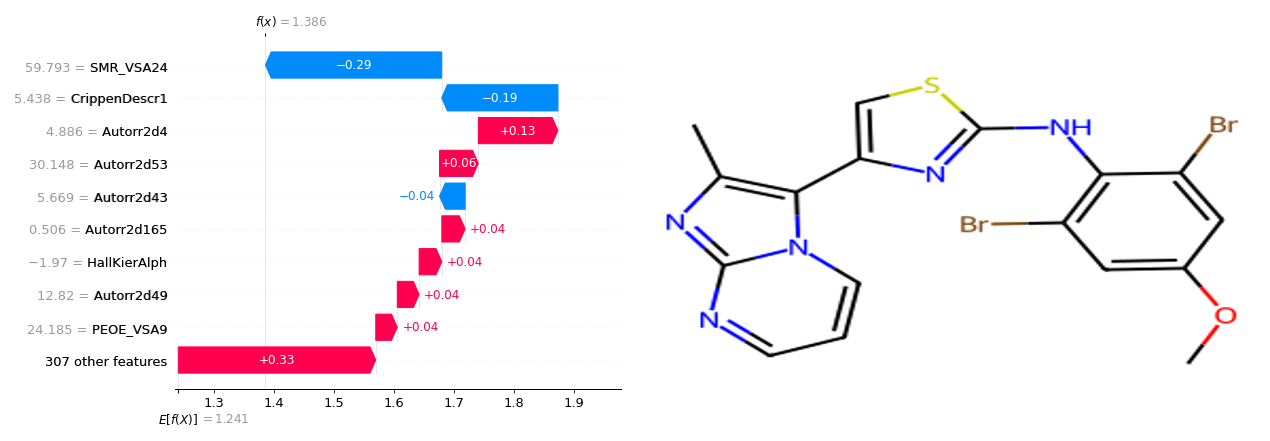 f(x) = 1.386
59.793 = SMR_VSA24
−0.29
5.438 = CrippenDescr1
−0.19
4.886 = Autorr2d4
+0.13
30.148 = Autorr2d53
+0.06
5.669 = Autorr2d43
−0.04
0.506 = Autorr2d165
+0.04
−1.97 = HallKierAlph
+0.04
12.82 = Autorr2d49
+0.04
24.185 = PEOE_VSA9
+0.04
307 other features
+0.33
1.3 1.4 1.5 1.6 1.7 1.8 1.9
E[f(X)] = 1.241
S
NH
Br
N
Br
N
N
N
O